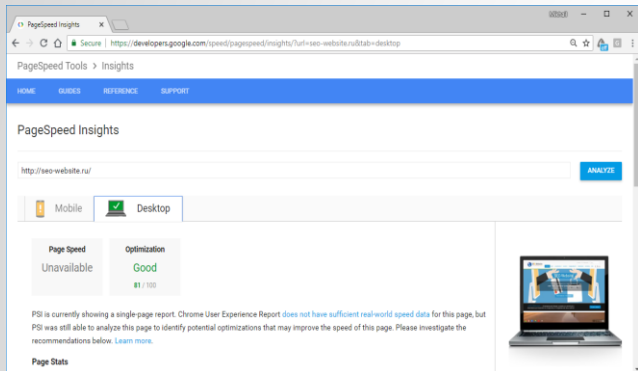 PageSpeed Insights
Secure | https://developers.google.com/speed/pagespeed/insights/?url=seo-website.ru&tab=desktop
PageSpeed Tools > Insights
HOME GUIDES REFERENCE SUPPORT
PageSpeed Insights
http://seo-website.ru/
ANALYZE
Mobile
Desktop
Page Speed
Unavailable
Optimization
Good
81 / 100
PSI is currently showing a single-page report. Chrome User Experience Report does not have sufficient real-world speed data for this page, but
PSI was still able to analyze this page to identify potential optimizations that may improve the speed of this page. Please investigate the
recommendations below. Learn more.
Page Stats